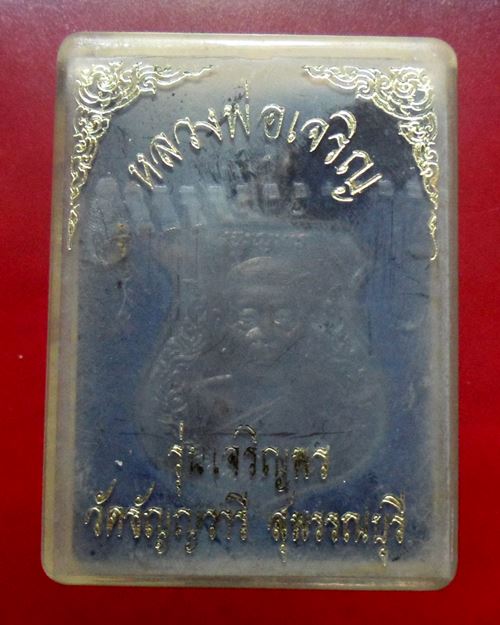 หลวงพ่อเจริญ
รุ่นเจริญพร
วัดธัญญวารี สุพรรณบุรี